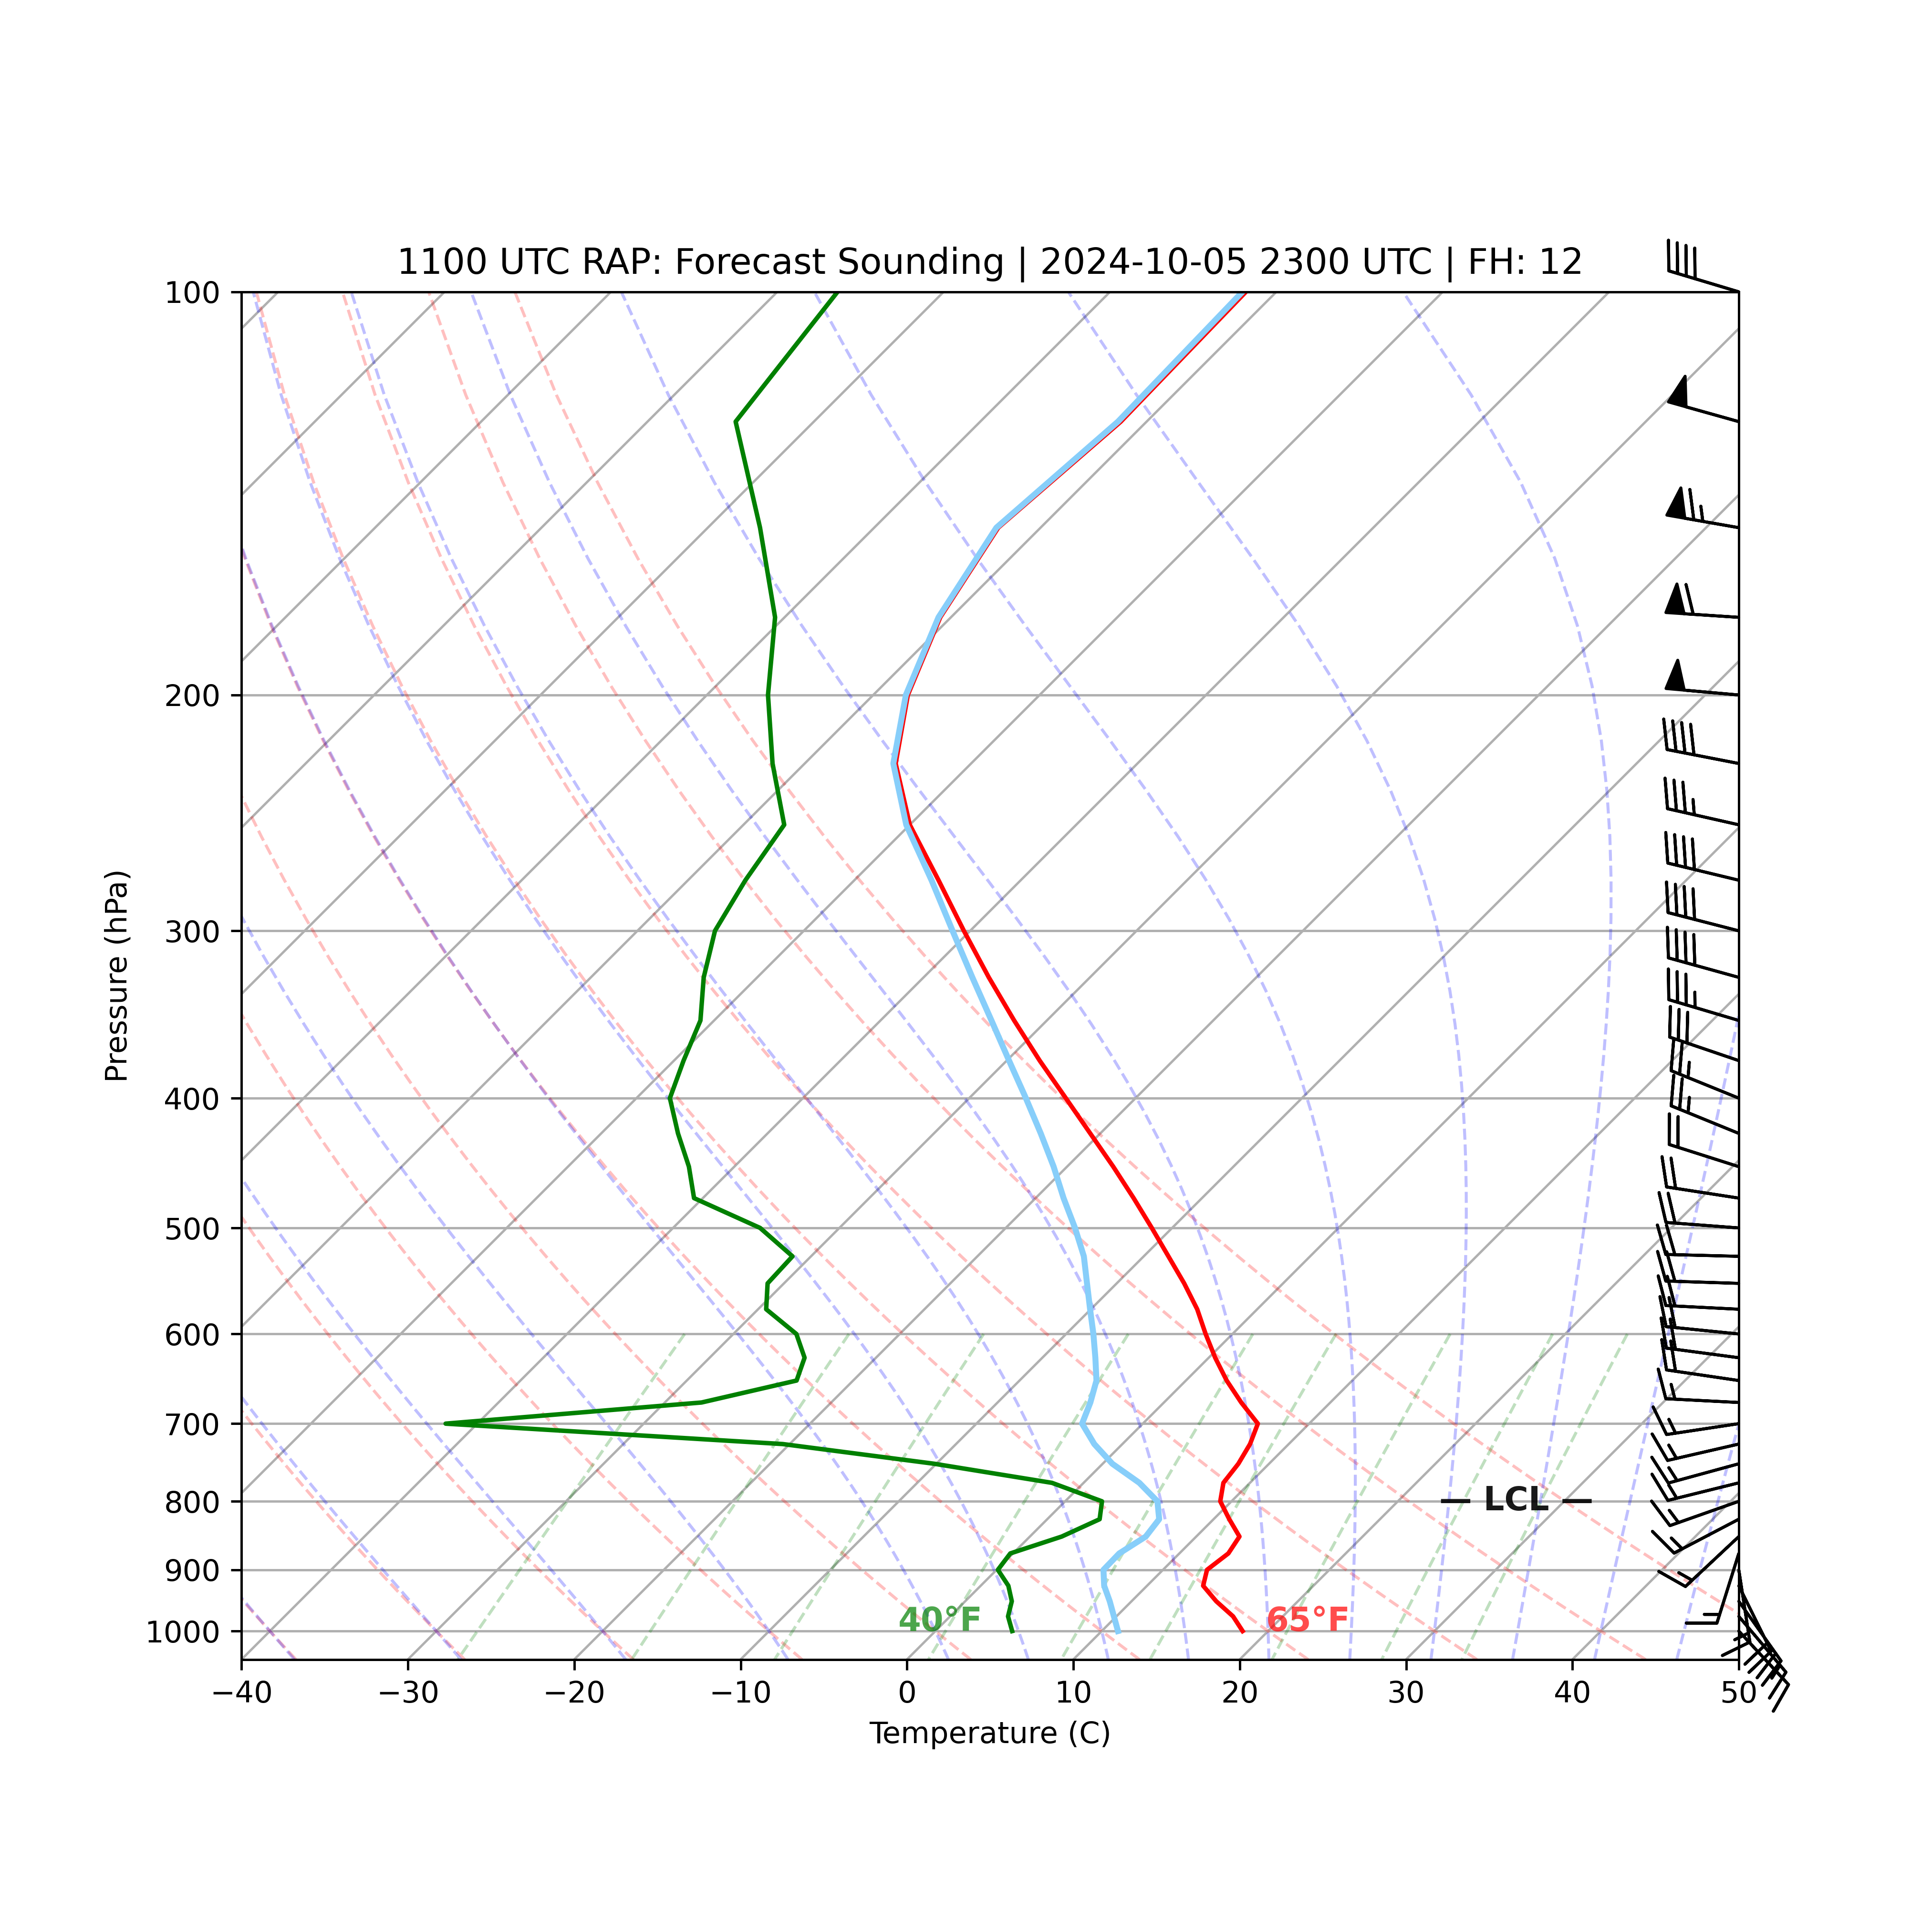 1100 UTC RAP: Forecast Sounding | 2024-10-05 2300 UTC | FH: 12
100
200
300
400
500
600
700
800
900
1000
Pressure (hPa)
LCL
40°F
65°F
−40 −30 −20 −10 0 10 20 30 40 50
Temperature (C)